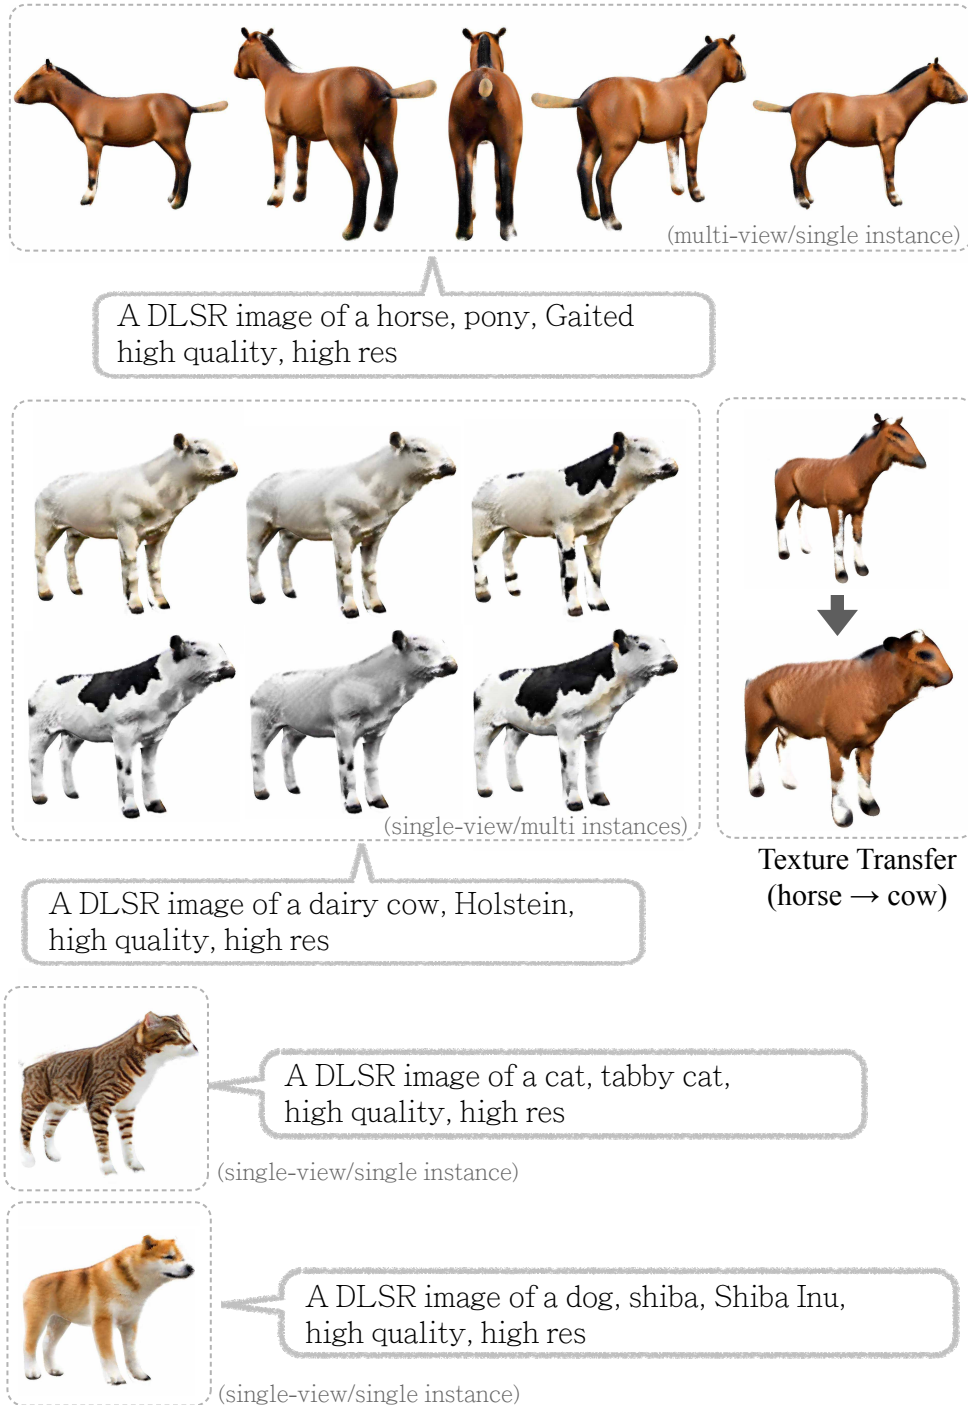 (multi-view/single instance)
A DLSR image of a horse, pony, Gaited
high quality, high res
(single-view/multi instances)
Texture Transfer
(horse → cow)
A DLSR image of a dairy cow, Holstein,
high quality, high res
A DLSR image of a cat, tabby cat,
high quality, high res
(single-view/single instance)
A DLSR image of a dog, shiba, Shiba Inu,
high quality, high res
(single-view/single instance)